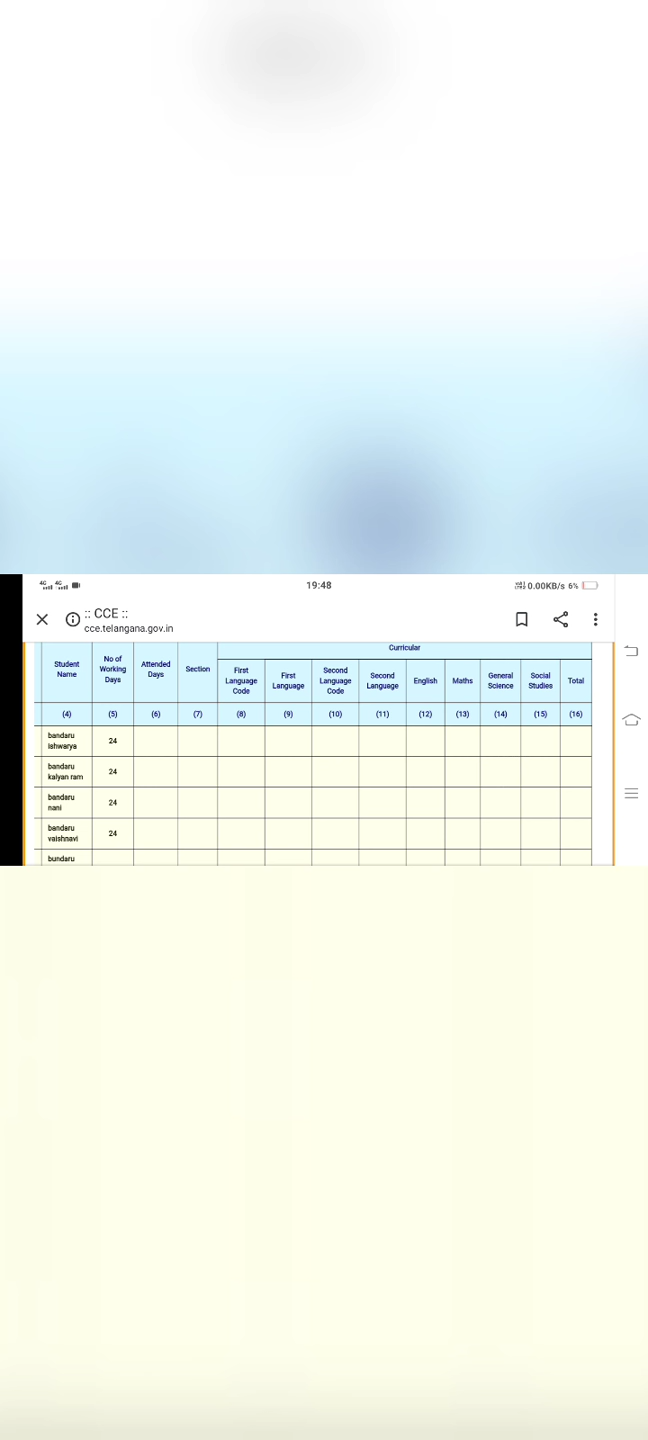 4G 4G 19:48 0.00KB/s 6%
:: CCE ::
cce.telangana.gov.in
Curricular
Student Name No of Working Days Attended Days Section First Language Code First Language Second Language Code Second Language English Maths General Science Social Studies Total
(4) (5) (6) (7) (8) (9) (10) (11) (12) (13) (14) (15) (16)
bandaru ishwarya 24
bandaru kalyan ram 24
bandaru nani 24
bandaru vaishnavi 24
bundaru